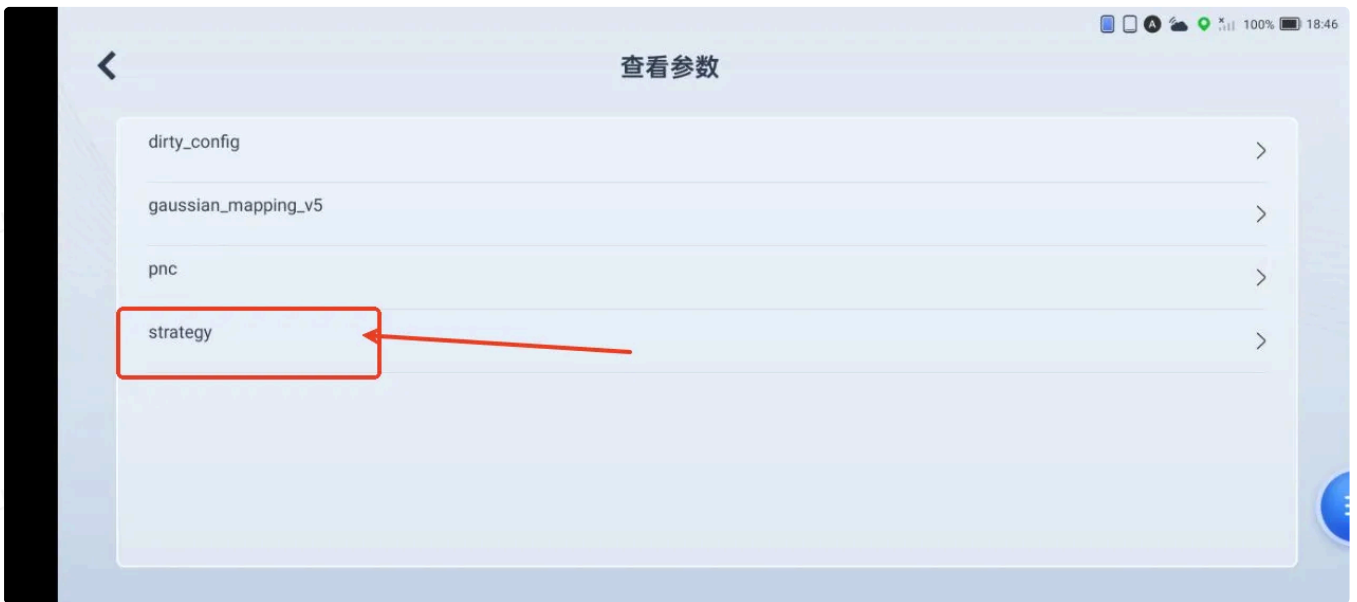 100% 18:46
查看参数
dirty_config
gaussian_mapping_v5
pnc
strategy